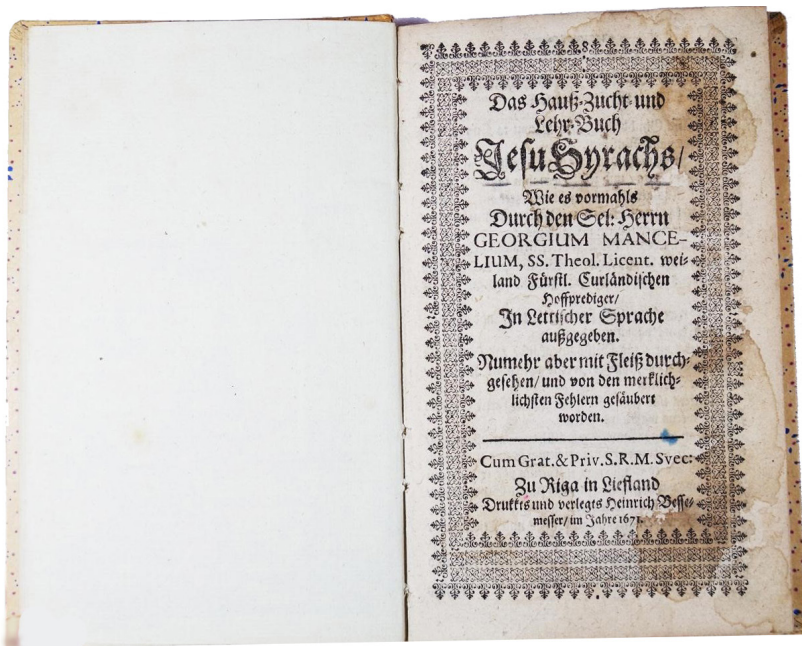 Das Hauß-Zucht und
Lehr-Buch
Jesu Syrachs/
Wie es vormahls
Durch den Sel: Herrn
GEORGIUM MANCE-
LIUM, SS. Theol. Licent. wei-
land Fürstl. Curländischen
Hoffprediger/
In Lettischer Sprache
außgegeben.
Numehr aber mit Fleiß durch-
gesehen/ und von den merklich-
lichsten Fehlern gesäubert
worden.
Cum Grat. & Priv. S. R. M. Svec:
Zu Riga in Liefland
Drukkts und verlegts Heinrich Besse-
messer/ im Jahre 1671.